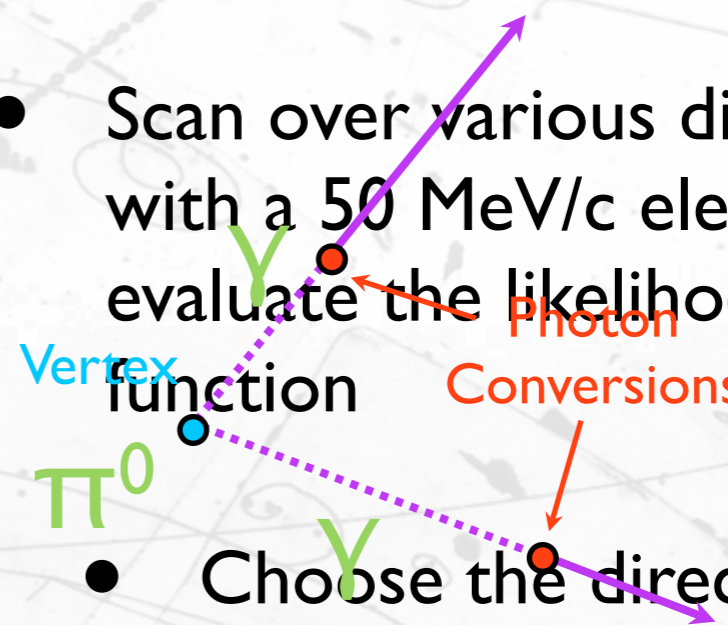 • Scan over various di
with a 50 MeV/c ele
γ
evaluate the likeliho
Photon
Vertex
function
Conversions
π⁰
γ
• Choose the direc